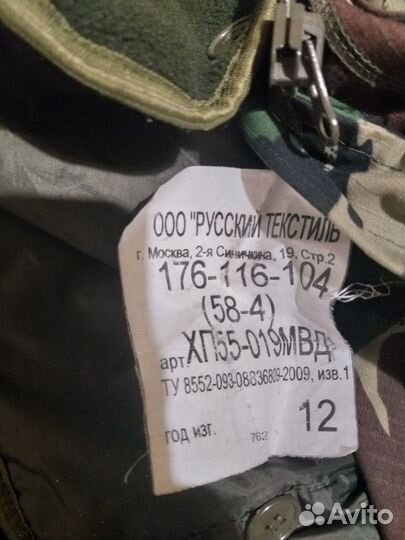 ООО "РУССКИЙ ТЕКСТИЛЬ
г. Москва, 2-я Синичкина, 19, Стр.2
176-116-104
(58-4)
арт. ХП55-019МВД
ТУ 8552-093-08836809-2009, изв.1
год изг. 12
762
Avito